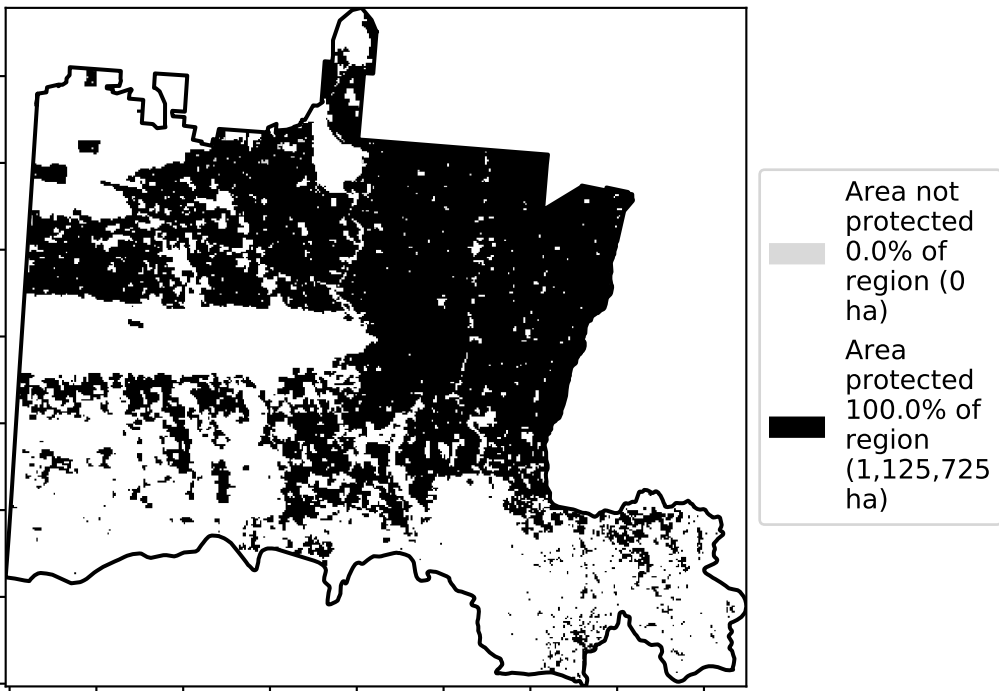 Area not
protected
0.0% of
region (0
ha)
Area
protected
100.0% of
region
(1,125,725
ha)